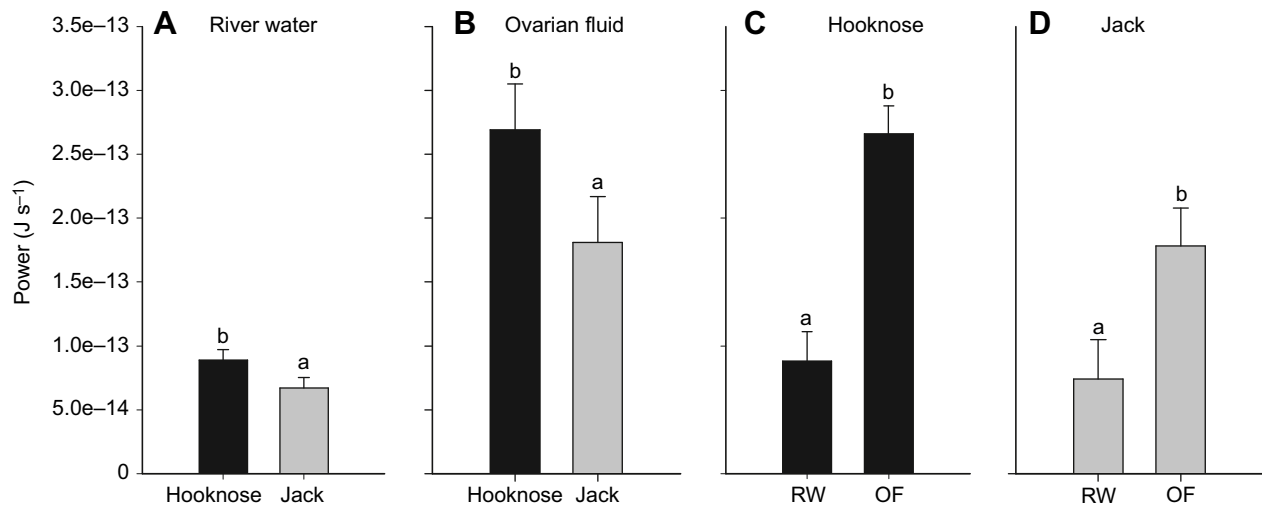 A River water
B Ovarian fluid
C Hooknose
D Jack
Power (J s–1)
3.5e–13
3.0e–13
2.5e–13
2.0e–13
1.5e–13
1.0e–13
5.0e–14
0
b
a
b
a
a
b
a
b
Hooknose Jack
Hooknose Jack
RW OF
RW OF